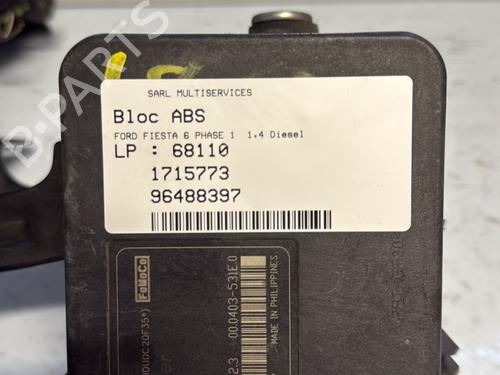 SARL MULTISERVICES
Bloc ABS
FORD FIESTA 6 PHASE 1 1.4 Diesel
LP : 68110
1715773
96488397
FoMoCo
00.0403-531E.0
MADE IN PHILIPPINES
B-PARTS